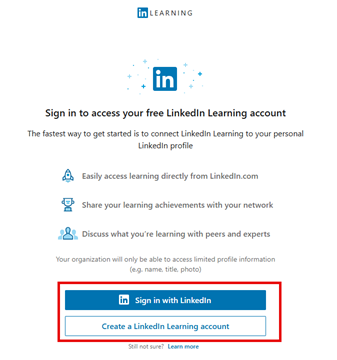 in LEARNING
in
Sign in to access your free LinkedIn Learning account
The fastest way to get started is to connect LinkedIn Learning to your personal
LinkedIn profile
Easily access learning directly from LinkedIn.com
Share your learning achievements with your network
Discuss what you're learning with peers and experts
Your organization will only be able to access limited profile information
(e.g. name, title, photo)
in Sign in with LinkedIn
Create a LinkedIn Learning account
Still not sure? Learn more